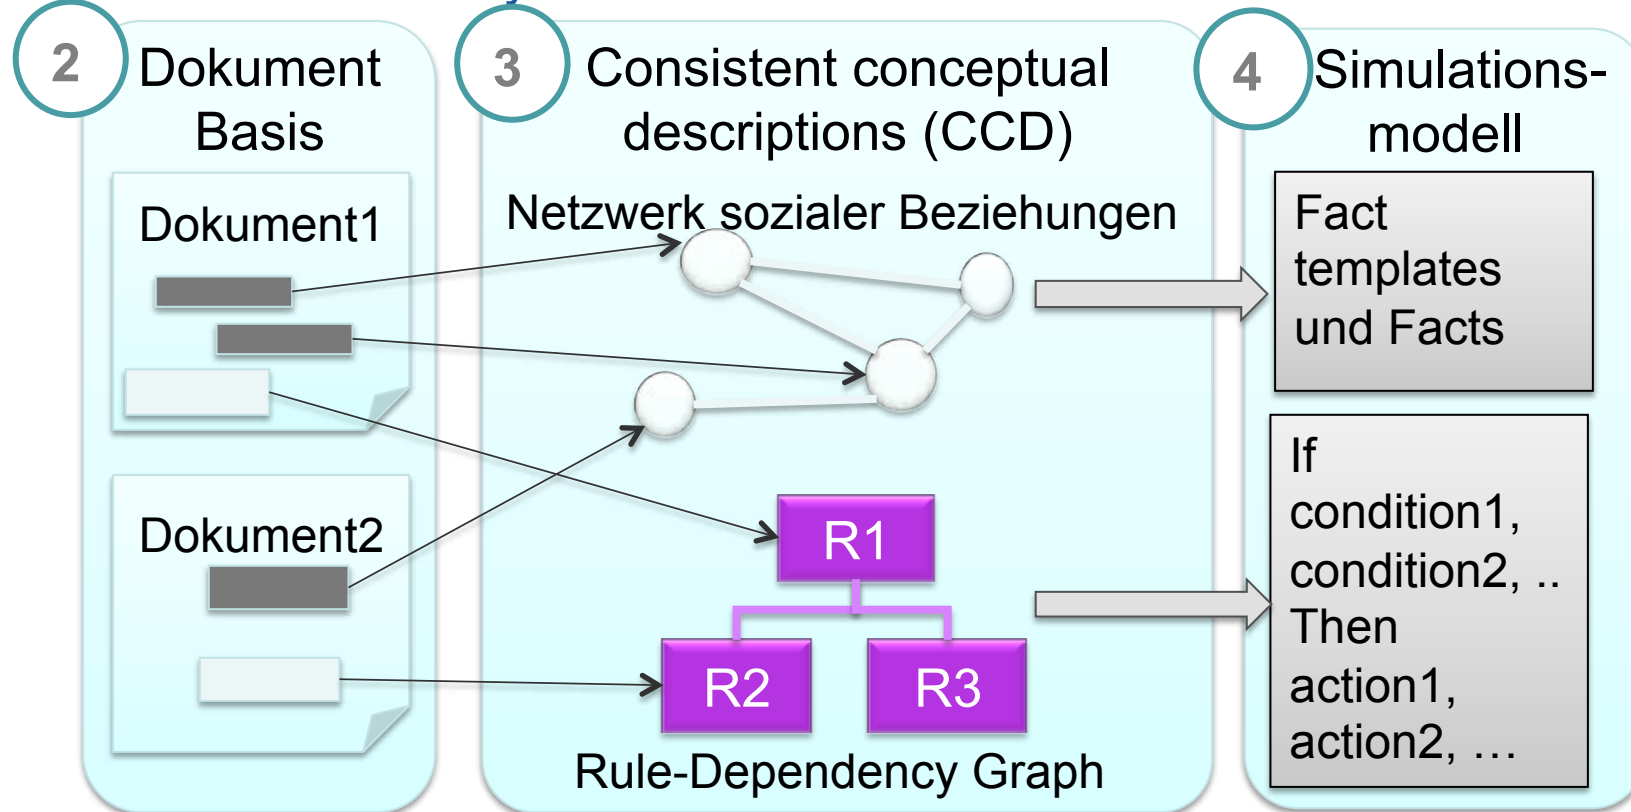 2
Dokument
Basis
Dokument1
Dokument2
3
Consistent conceptual
descriptions (CCD)
Netzwerk sozialer Beziehungen
R1
R2
R3
Rule-Dependency Graph
4
Simulations-
modell
Fact
templates
und Facts
If
condition1,
condition2, ..
Then
action1,
action2, …